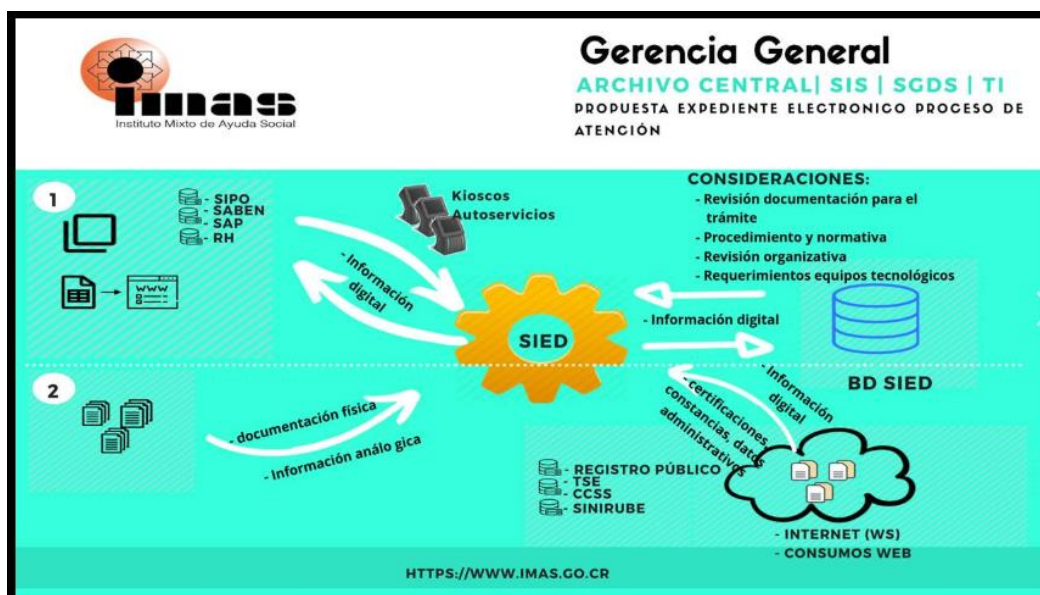 imas
Instituto Mixto de Ayuda Social
Gerencia General
ARCHIVO CENTRAL| SIS | SGDS | TI
PROPUESTA EXPEDIENTE ELECTRONICO PROCESO DE
ATENCIÓN
1
- SIPO
- SABEN
- SAP
- RH
WWW
Kioscos
Autoservicios
- Información
digital
CONSIDERACIONES:
- Revisión documentación para el
trámite
- Procedimiento y normativa
- Revisión organizativa
- Requerimientos equipos tecnológicos
SIED
- Información digital
BD SIED
2
- documentación física
- Información análo gica
- certificaciones,
constancias, datos
administrativos
- Información
digital
- REGISTRO PÚBLICO
- TSE
- CCSS
- SINIRUBE
- INTERNET (WS)
- CONSUMOS WEB
HTTPS://WWW.IMAS.GO.CR